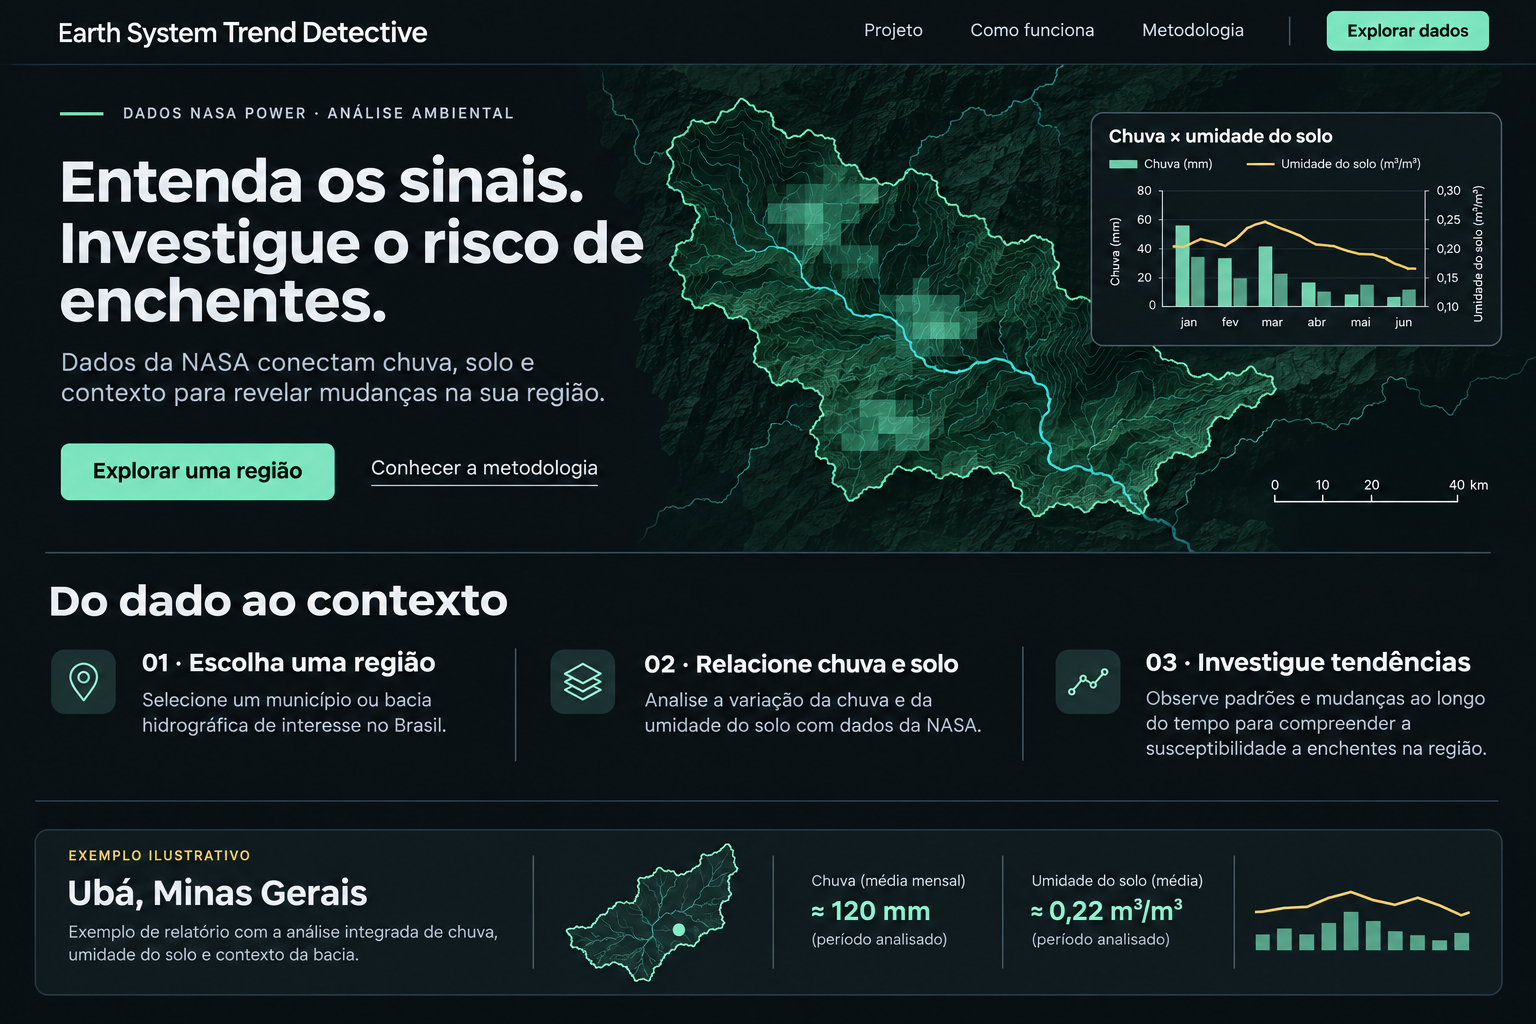 Earth System Trend Detective
Projeto
Como funciona
Metodologia
Explorar dados
DADOS NASA POWER · ANÁLISE AMBIENTAL
Entenda os sinais.
Investigue o risco de
enchentes.
Dados da NASA conectam chuva, solo e
contexto para revelar mudanças na sua região.
Explorar uma região
Conhecer a metodologia
Chuva × umidade do solo
Chuva (mm)
Umidade do solo (m³/m³)
Chuva (mm)
80
60
40
20
0
0,30
0,25
0,20
0,15
0,10
Umidade do solo (m³/m³)
jan fev mar abr mai jun
0 10 20 40 km
Do dado ao contexto
01 · Escolha uma região
Selecione um município ou bacia
hidrográfica de interesse no Brasil.
02 · Relacione chuva e solo
Analise a variação da chuva e da
umidade do solo com dados da NASA.
03 · Investigue tendências
Observe padrões e mudanças ao longo
do tempo para compreender a
susceptibilidade a enchentes na região.
EXEMPLO ILUSTRATIVO
Ubá, Minas Gerais
Exemplo de relatório com a análise integrada de chuva,
umidade do solo e contexto da bacia.
Chuva (média mensal)
≈ 120 mm
(período analisado)
Umidade do solo (média)
≈ 0,22 m³/m³
(período analisado)